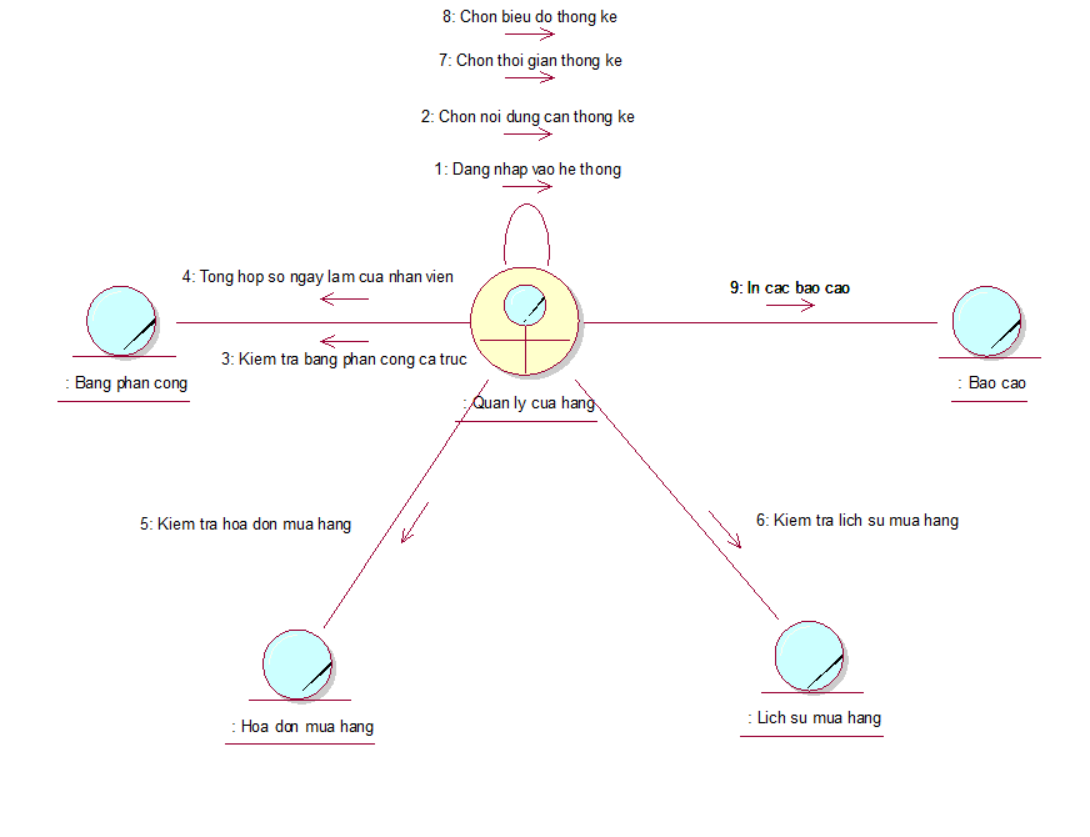 8: Chon bieu do thong ke
7: Chon thoi gian thong ke
2: Chon noi dung can thong ke
1: Dang nhap vao he thong
4: Tong hop so ngay lam cua nhan vien
9: In cac bao cao
3: Kiem tra bang phan cong ca truc
: Bang phan cong
: Quan ly cua hang
: Bao cao
5: Kiem tra hoa don mua hang
6: Kiem tra lich su mua hang
: Hoa don mua hang
: Lich su mua hang